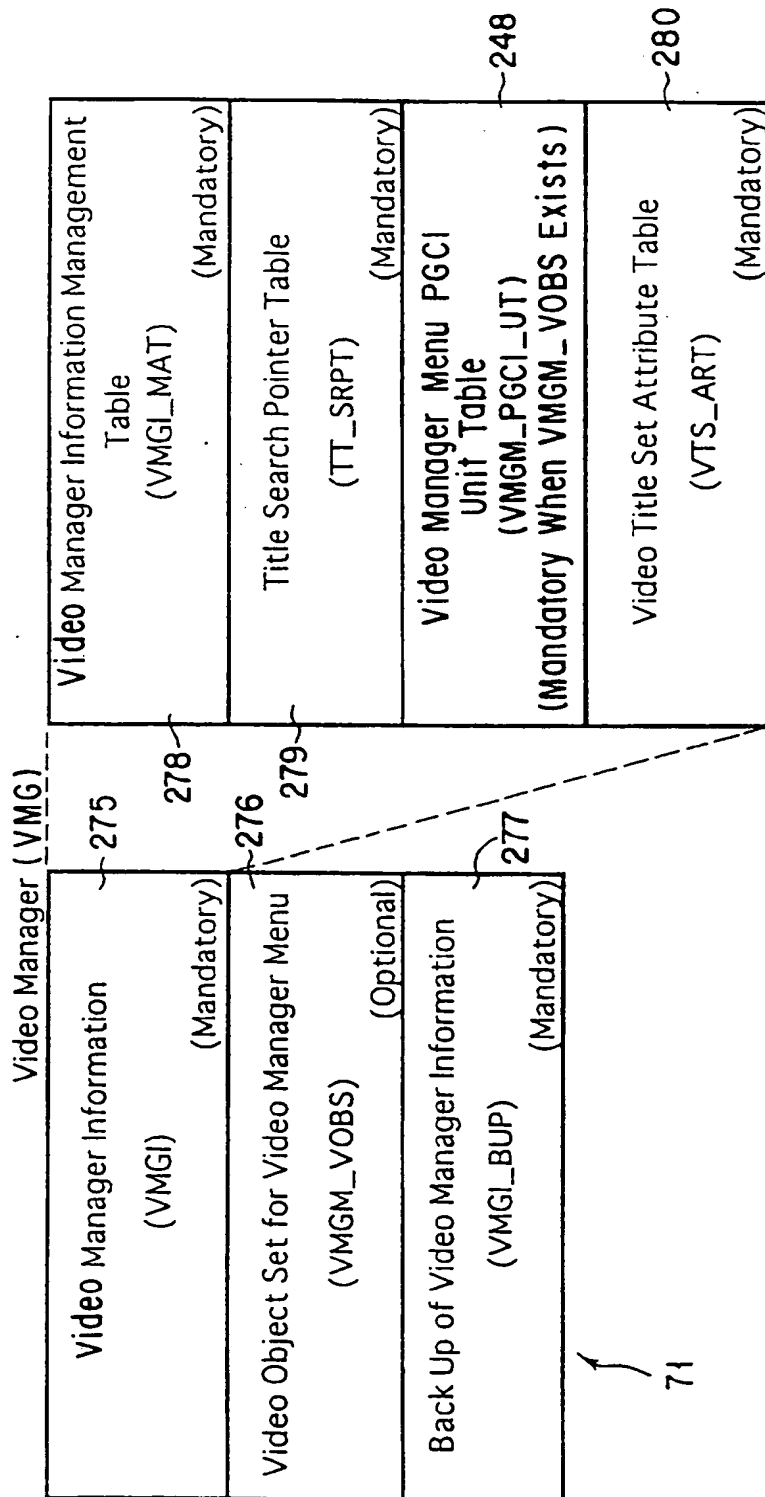 Video Manager (VMG)
Video Manager Information
(VMGI)
(Mandatory)
275
Video Object Set for Video Manager Menu
(VMGM_VOBS)
(Optional)
276
Back Up of Video Manager Information
(VMGI_BUP)
(Mandatory)
277
71
Video Manager Information Management
Table
(VMGI_MAT)
(Mandatory)
278
Title Search Pointer Table
(TT_SRPT)
(Mandatory)
279
Video Manager Menu PGCI
Unit Table
(VMGM_PGCI_UT)
(Mandatory When VMGM_VOBS Exists)
248
Video Title Set Attribute Table
(VTS_ART)
(Mandatory)
280